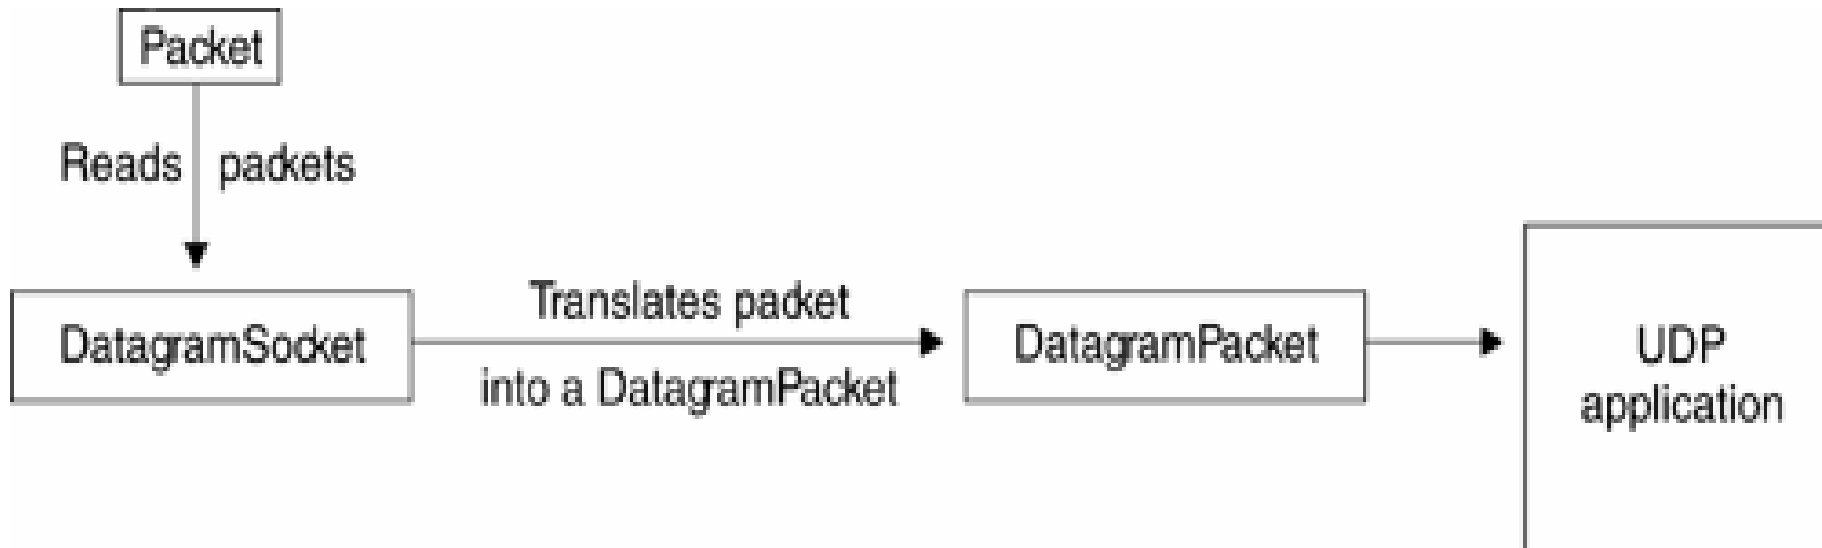 Packet
Reads packets
Translates packet
into a DatagramPacket
DatagramSocket
DatagramPacket
UDP
application